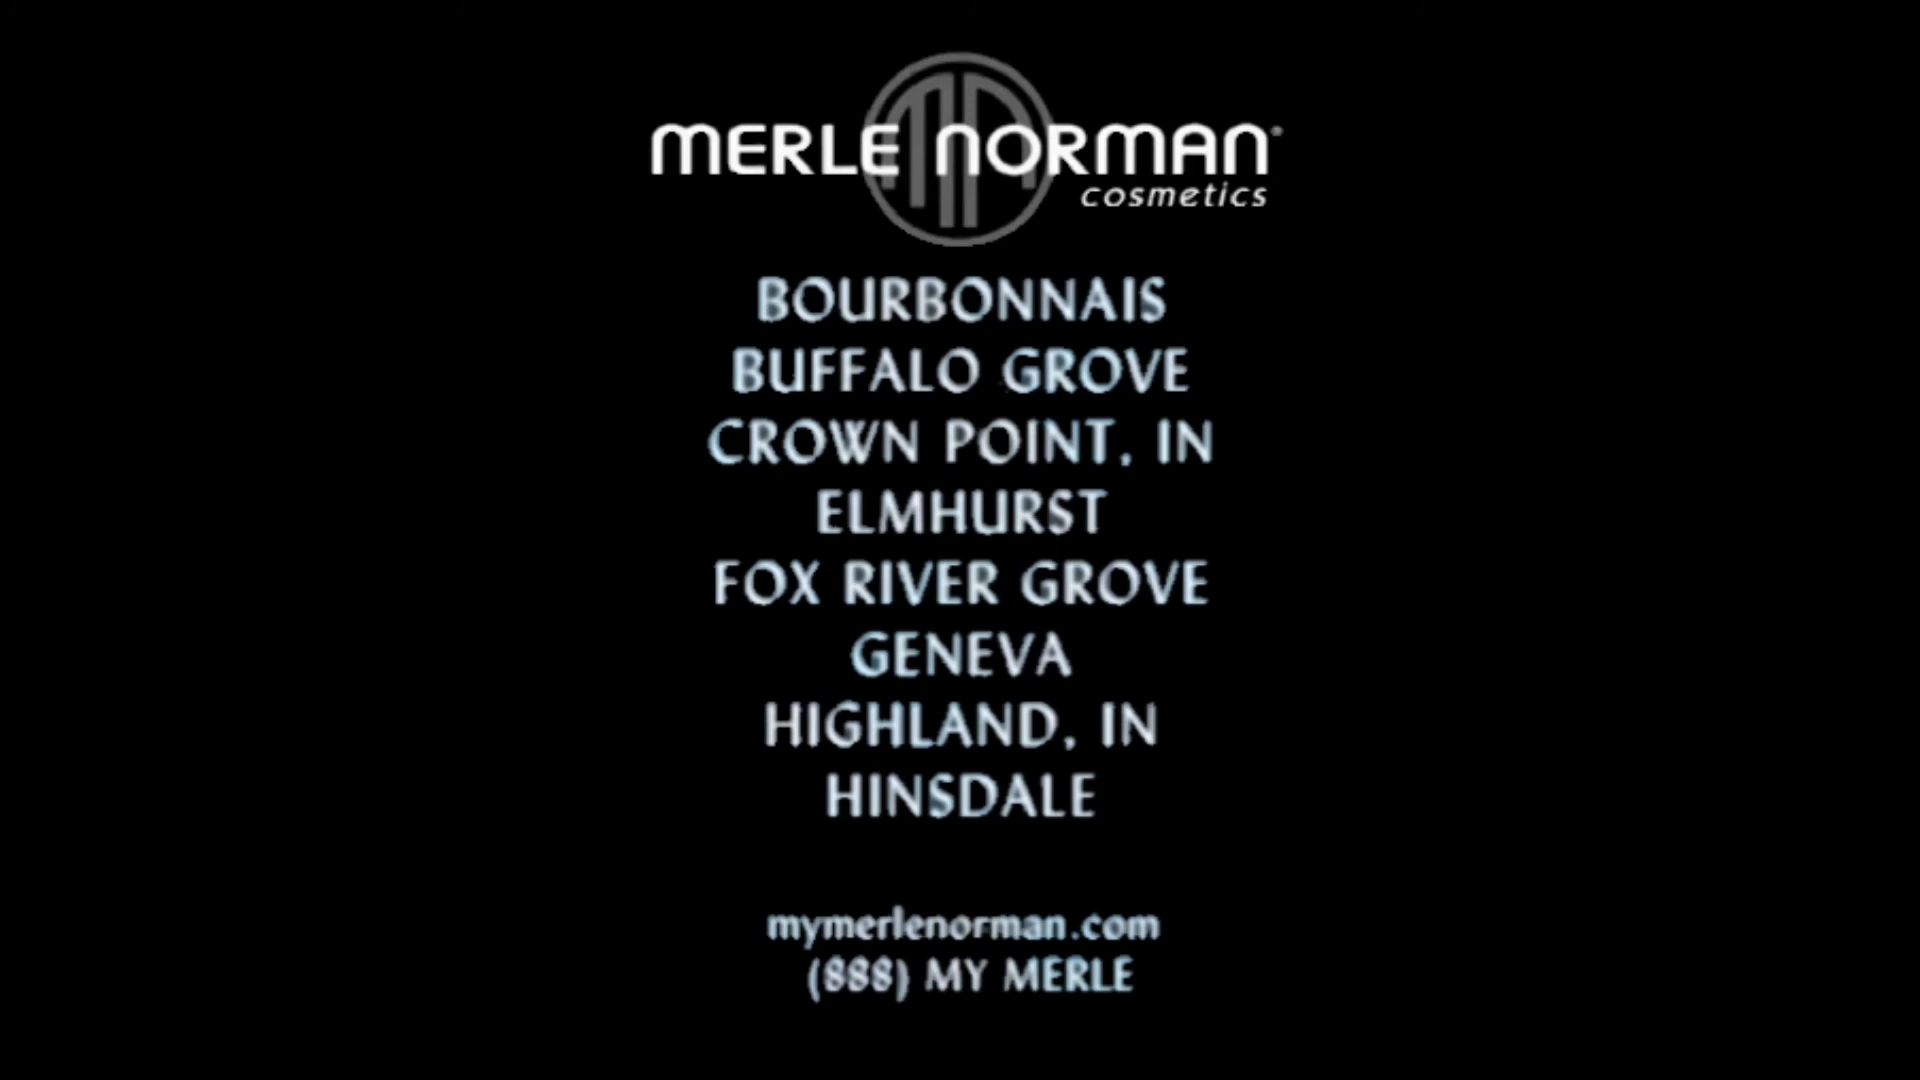 MERLE NORMAN
cosmetics
BOURBONNAIS
BUFFALO GROVE
CROWN POINT, IN
ELMHURST
FOX RIVER GROVE
GENEVA
HIGHLAND, IN
HINSDALE
mymerlenorman.com
(888) MY MERLE